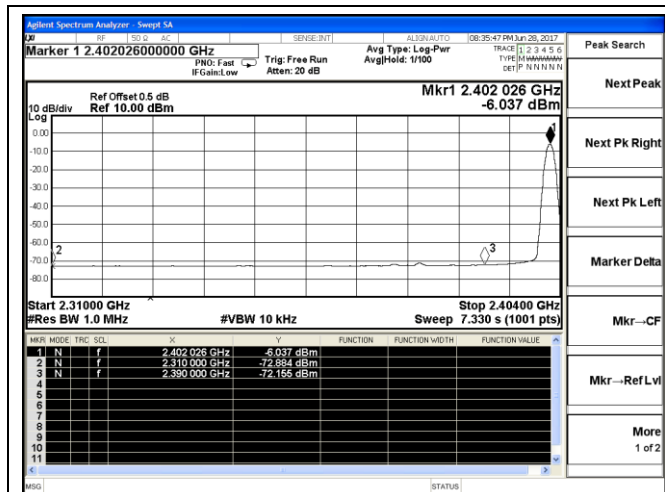 Agilent Spectrum Analyzer - Swept SA
RF 50 Ω AC SENSE:INT ALIGNAUTO 08:35:47 PM Jun 28, 2017
Marker 1 2.402026000000 GHz
PNO: Fast
IFGain:Low
Trig: Free Run
Atten: 20 dB
Avg Type: Log-Pwr
Avg|Hold: 1/100
TRACE 1 2 3 4 5 6
TYPE M WWWWW
DET P N N N N N
Ref Offset 0.5 dB
10 dB/div Ref 10.00 dBm
Log
Mkr1 2.402 026 GHz
-6.037 dBm
0.00
-10.0
-20.0
-30.0
-40.0
-50.0
-60.0
-70.0
-80.0
1
2
3
Start 2.31000 GHz Stop 2.40400 GHz
#Res BW 1.0 MHz #VBW 10 kHz Sweep 7.330 s (1001 pts)
MKR MODE TRC SCL X Y FUNCTION FUNCTION WIDTH FUNCTION VALUE
1 N f 2.402 026 GHz -6.037 dBm
2 N f 2.310 000 GHz -72.884 dBm
3 N f 2.390 000 GHz -72.155 dBm
4
5
6
7
8
9
10
11
MSG STATUS
Peak Search
Next Peak
Next Pk Right
Next Pk Left
Marker Delta
Mkr→CF
Mkr→Ref Lvl
More
1 of 2